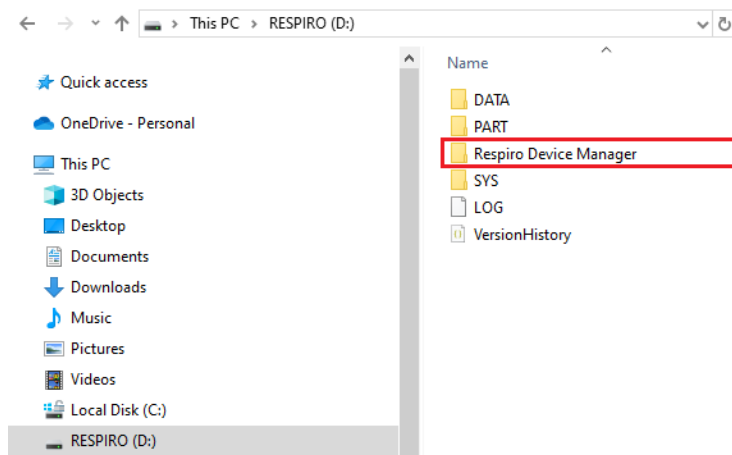 This PC > RESPIRO (D:)
Quick access
OneDrive - Personal
This PC
3D Objects
Desktop
Documents
Downloads
Music
Pictures
Videos
Local Disk (C:)
RESPIRO (D:)
Name
DATA
PART
Respiro Device Manager
SYS
LOG
VersionHistory